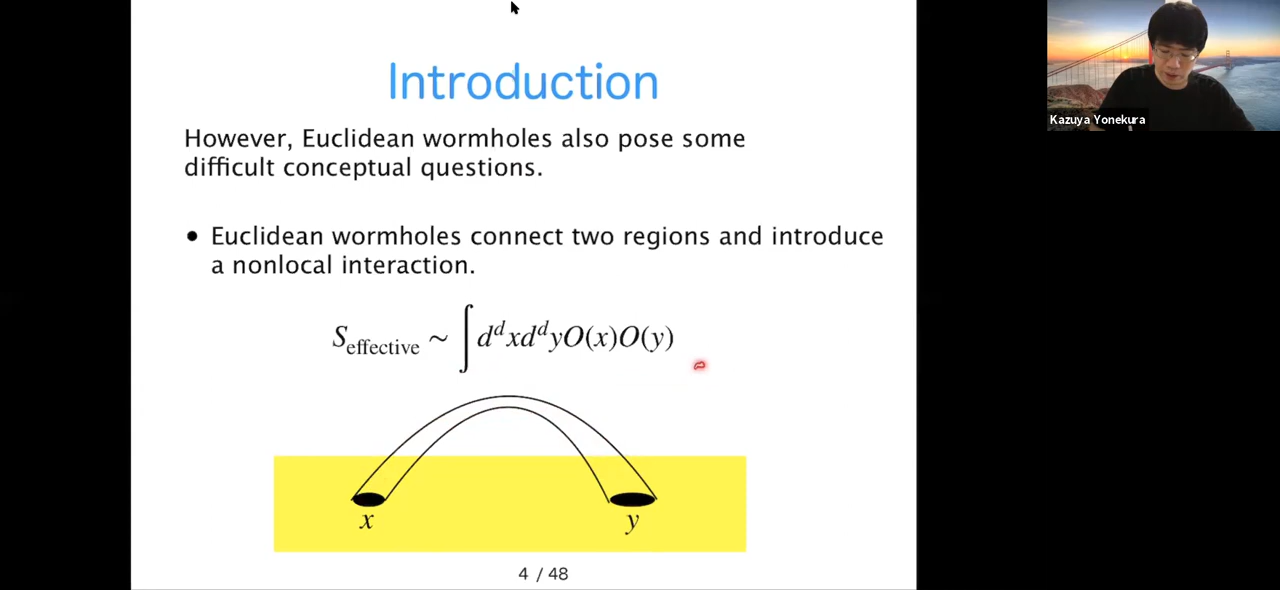 Introduction
However, Euclidean wormholes also pose some
difficult conceptual questions.
• Euclidean wormholes connect two regions and introduce
a nonlocal interaction.
S_effective ~ ∫ d^d x d^d y O(x)O(y)
x
y
4 / 48
Kazuya Yonekura